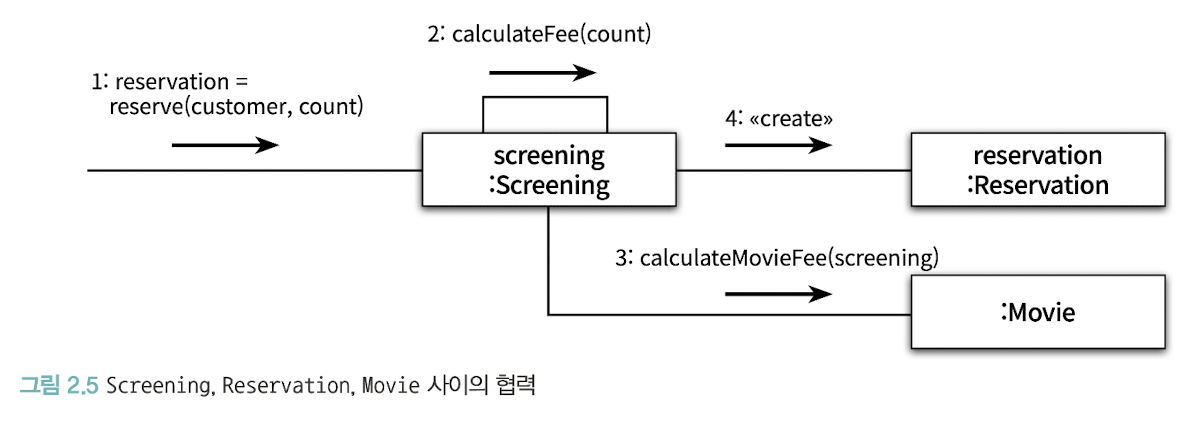 2: calculateFee(count)
1: reservation =
reserve(customer, count)
4: «create»
screening
:Screening
reservation
:Reservation
3: calculateMovieFee(screening)
:Movie
그림 2.5 Screening, Reservation, Movie 사이의 협력